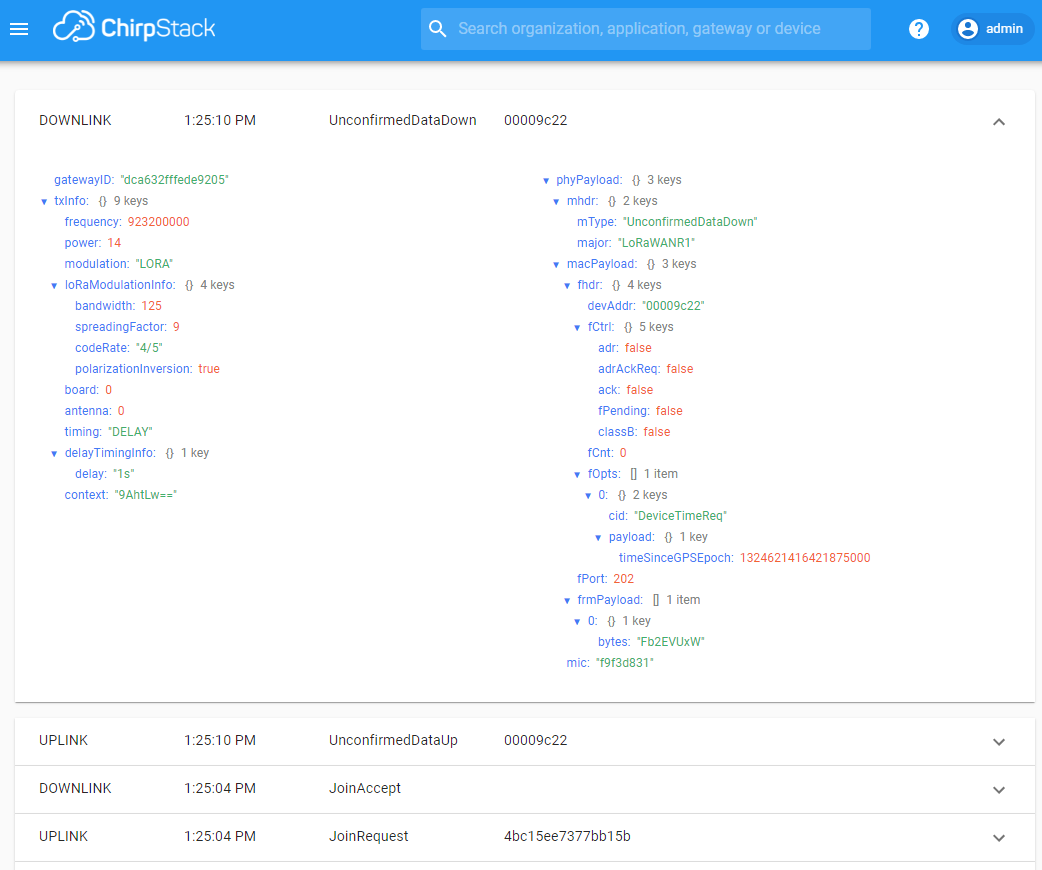 ChirpStack
Search organization, application, gateway or device
?
admin
DOWNLINK 1:25:10 PM UnconfirmedDataDown 00009c22
gatewayID: "dca632fffede9205"
txInfo: {} 9 keys
frequency: 923200000
power: 14
modulation: "LORA"
loRaModulationInfo: {} 4 keys
bandwidth: 125
spreadingFactor: 9
codeRate: "4/5"
polarizationInversion: true
board: 0
antenna: 0
timing: "DELAY"
delayTimingInfo: {} 1 key
delay: "1s"
context: "9AhtLw=="
phyPayload: {} 3 keys
mhdr: {} 2 keys
mType: "UnconfirmedDataDown"
major: "LoRaWANR1"
macPayload: {} 3 keys
fhdr: {} 4 keys
devAddr: "00009c22"
fCtrl: {} 5 keys
adr: false
adrAckReq: false
ack: false
fPending: false
classB: false
fCnt: 0
fOpts: [] 1 item
0: {} 2 keys
cid: "DeviceTimeReq"
payload: {} 1 key
timeSinceGPSEpoch: 1324621416421875000
fPort: 202
frmPayload: [] 1 item
0: {} 1 key
bytes: "Fb2EVUxW"
mic: "f9f3d831"
UPLINK 1:25:10 PM UnconfirmedDataUp 00009c22
DOWNLINK 1:25:04 PM JoinAccept
UPLINK 1:25:04 PM JoinRequest 4bc15ee7377bb15b